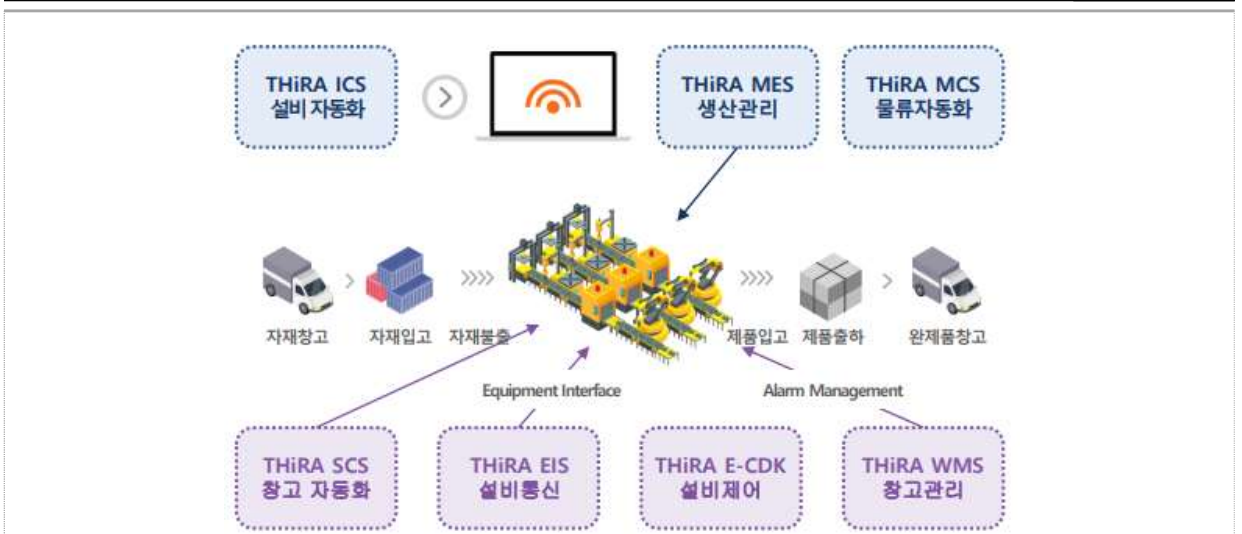 THiRA ICS
설비 자동화
THiRA MES
생산관리
THiRA MCS
물류자동화
자재창고
자재입고
자재불출
제품입고
제품출하
완제품창고
Equipment Interface
Alarm Management
THiRA SCS
창고 자동화
THiRA EIS
설비통신
THiRA E-CDK
설비제어
THiRA WMS
창고관리